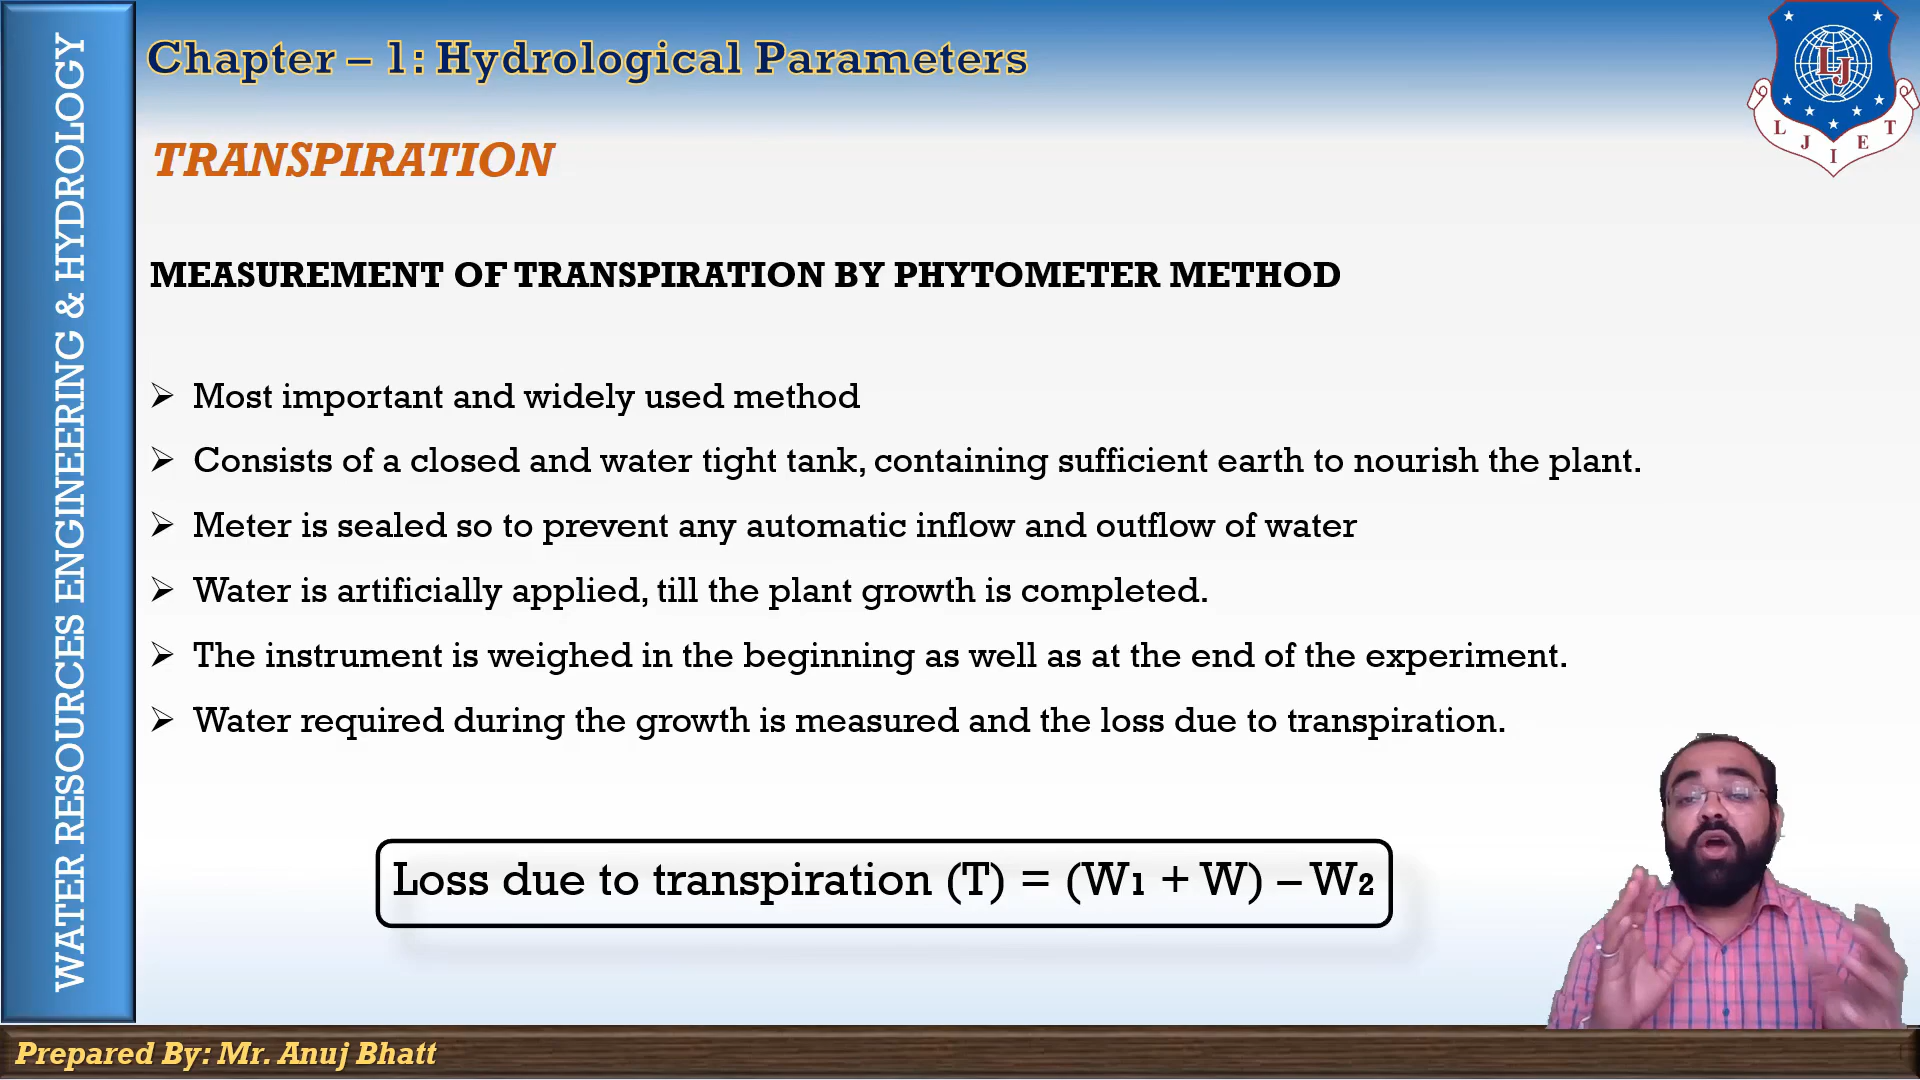 WATER RESOURCES ENGINEERING & HYDROLOGY
Chapter – 1: Hydrological Parameters
LJ
L J I E T
TRANSPIRATION
MEASUREMENT OF TRANSPIRATION BY PHYTOMETER METHOD
➢ Most important and widely used method
➢ Consists of a closed and water tight tank, containing sufficient earth to nourish the plant.
➢ Meter is sealed so to prevent any automatic inflow and outflow of water
➢ Water is artificially applied, till the plant growth is completed.
➢ The instrument is weighed in the beginning as well as at the end of the experiment.
➢ Water required during the growth is measured and the loss due to transpiration.
Loss due to transpiration (T) = (W1 + W) – W2
Prepared By: Mr. Anuj Bhatt